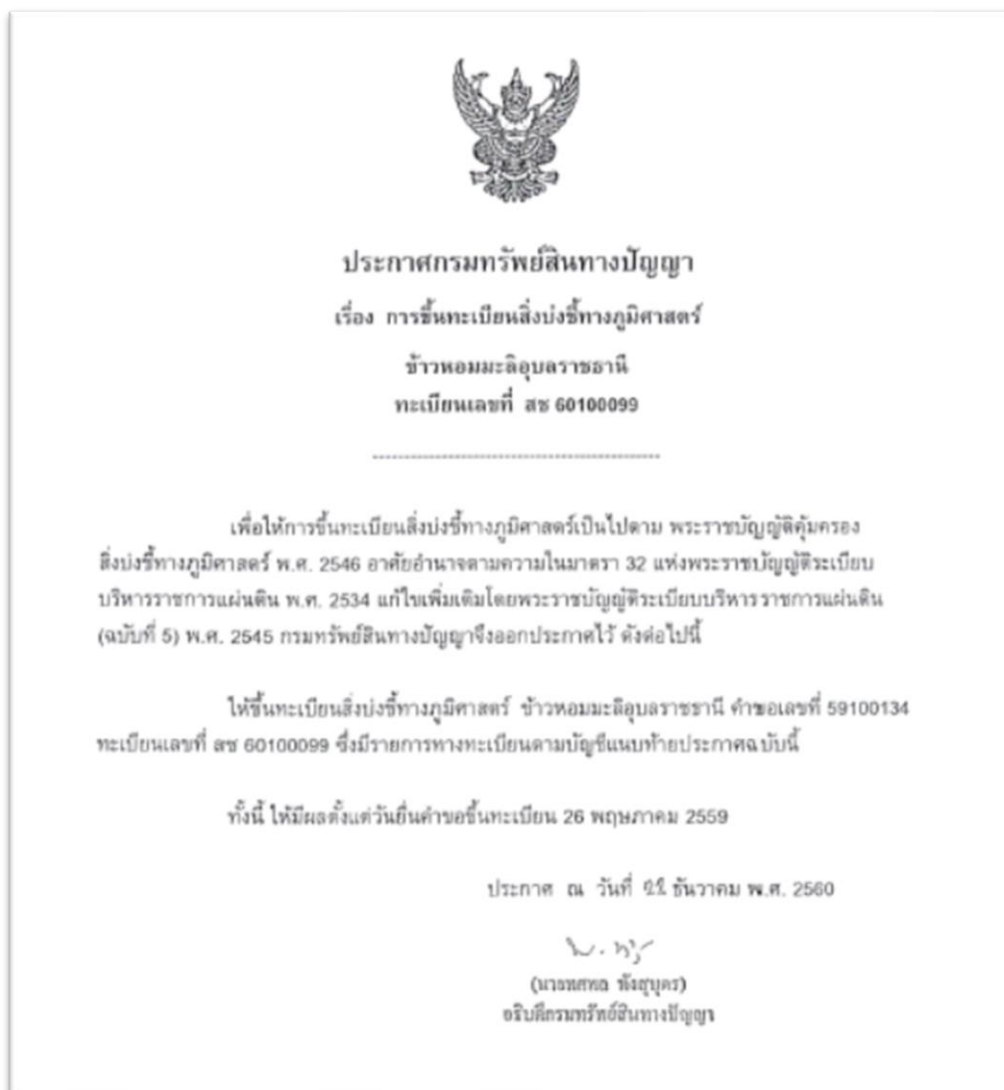 ประกาศกรมทรัพย์สินทางปัญญา
เรื่อง การขึ้นทะเบียนสิ่งบ่งชี้ทางภูมิศาสตร์
ข้าวหอมมะลิอุบลราชธานี
ทะเบียนเลขที่ สช 60100099
เพื่อให้การขึ้นทะเบียนสิ่งบ่งชี้ทางภูมิศาสตร์เป็นไปตาม พระราชบัญญัติคุ้มครอง
สิ่งบ่งชี้ทางภูมิศาสตร์ พ.ศ. 2546 อาศัยอำนาจตามความในมาตรา 32 แห่งพระราชบัญญัติระเบียบ
บริหารราชการแผ่นดิน พ.ศ. 2534 แก้ไขเพิ่มเติมโดยพระราชบัญญัติระเบียบบริหารราชการแผ่นดิน
(ฉบับที่ 5) พ.ศ. 2545 กรมทรัพย์สินทางปัญญาจึงออกประกาศไว้ ดังต่อไปนี้
ให้ขึ้นทะเบียนสิ่งบ่งชี้ทางภูมิศาสตร์ ข้าวหอมมะลิอุบลราชธานี คำขอเลขที่ 59100134
ทะเบียนเลขที่ สช 60100099 ซึ่งมีรายการทางทะเบียนตามบัญชีแนบท้ายประกาศฉบับนี้
ทั้งนี้ ให้มีผลตั้งแต่วันยื่นคำขอขึ้นทะเบียน 26 พฤษภาคม 2559
ประกาศ ณ วันที่ ธันวาคม พ.ศ. 2560
(นายทศพล ทังสุบุตร)
อธิบดีกรมทรัพย์สินทางปัญญา